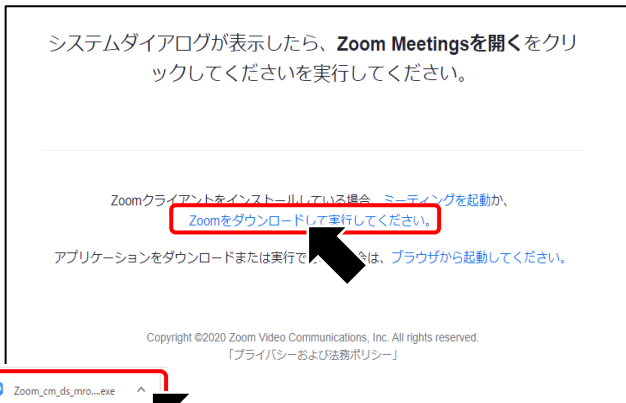 システムダイアログが表示したら、Zoom Meetingsを開くをクリ
ックしてくださいを実行してください。
Zoomクライアントをインストールしている場合、ミーティングを起動か、
Zoomをダウンロードして実行してください。
アプリケーションをダウンロードまたは実行で は、ブラウザから起動してください。
Copyright ©2020 Zoom Video Communications, Inc. All rights reserved.
「プライバシーおよび法務ポリシー」
Zoom_cm_ds_mro....exe